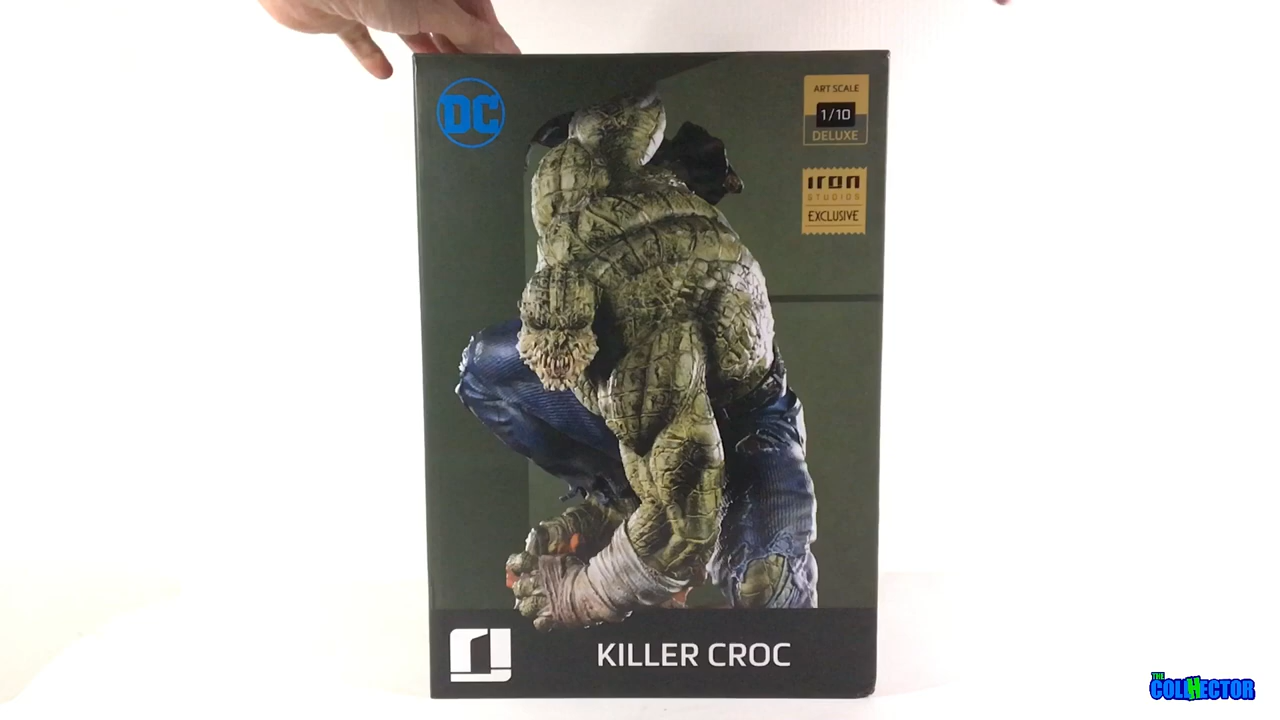 DC
ART SCALE
1/10
DELUXE
IRON
STUDIOS
EXCLUSIVE
KILLER CROC
THE
COLLHECTOR